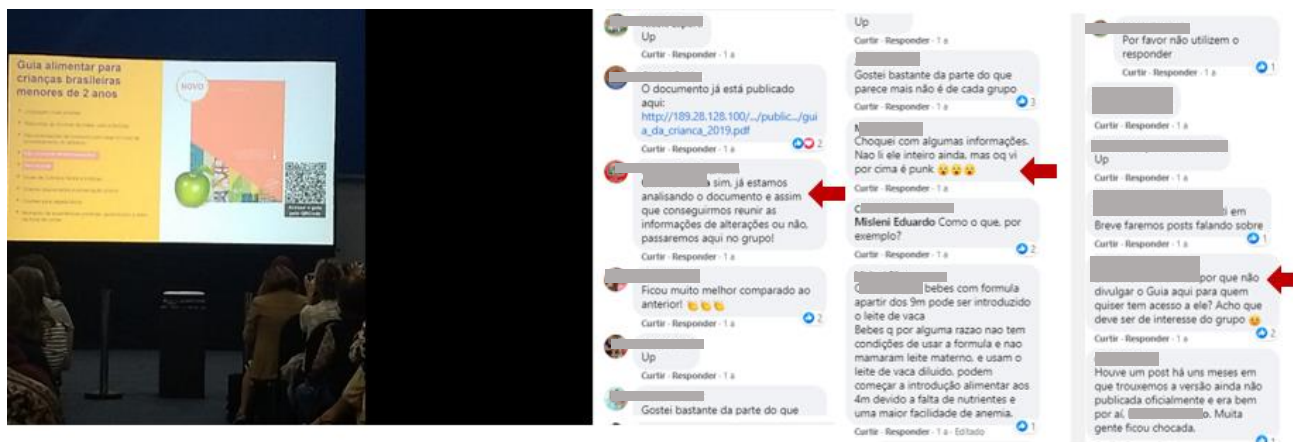 Guia alimentar para
crianças brasileiras
menores de 2 anos
NOVO
Up
Curtir · Responder · 1 a
O documento já está publicado
aqui:
http://189.28.128.100/.../public.../gui
a_da_crianca_2019.pdf
Curtir · Responder · 1 a
2
sim, já estamos
analisando o documento e assim
que conseguirmos reunir as
informações de alterações ou não,
passaremos aqui no grupo!
Curtir · Responder · 1 a
Ficou muito melhor comparado ao
anterior! 👏👏👏
Curtir · Responder · 1 a
2
Up
Curtir · Responder · 1 a
Gostei bastante da parte do que
Up
Curtir · Responder · 1 a
Gostei bastante da parte do que
parece mais não é de cada grupo
Curtir · Responder · 1 a
3
Choquei com algumas informações.
Nao li ele inteiro ainda, mas oq vi
por cima é punk 😵😵😵
Curtir · Responder · 1 a
Misleni Eduardo Como o que, por
exemplo?
Curtir · Responder · 1 a
2
bebes com formula
apartir dos 9m pode ser introduzido
o leite de vaca
Bebes q por alguma razao nao tem
condições de usar a formula e nao
mamaram leite materno, e usam o
leite de vaca diluido, podem
começar a introdução alimentar aos
4m devido a falta de nutrientes e
uma maior facilidade de anemia.
Curtir · Responder · 1 a · Editado
1
Por favor não utilizem o
responder
Curtir · Responder · 1 a
1
Curtir · Responder · 1 a
Up
Curtir · Responder · 1 a
em
Breve faremos posts falando sobre
Curtir · Responder · 1 a
1
por que não
divulgar o Guia aqui para quem
quiser tem acesso a ele? Acho que
deve ser de interesse do grupo 😊
Curtir · Responder · 1 a
2
Houve um post há uns meses em
que trouxemos a versão ainda não
publicada oficialmente e era bem
por aí, Muita
gente ficou chocada.
Curtir · Responder · 1 a
1